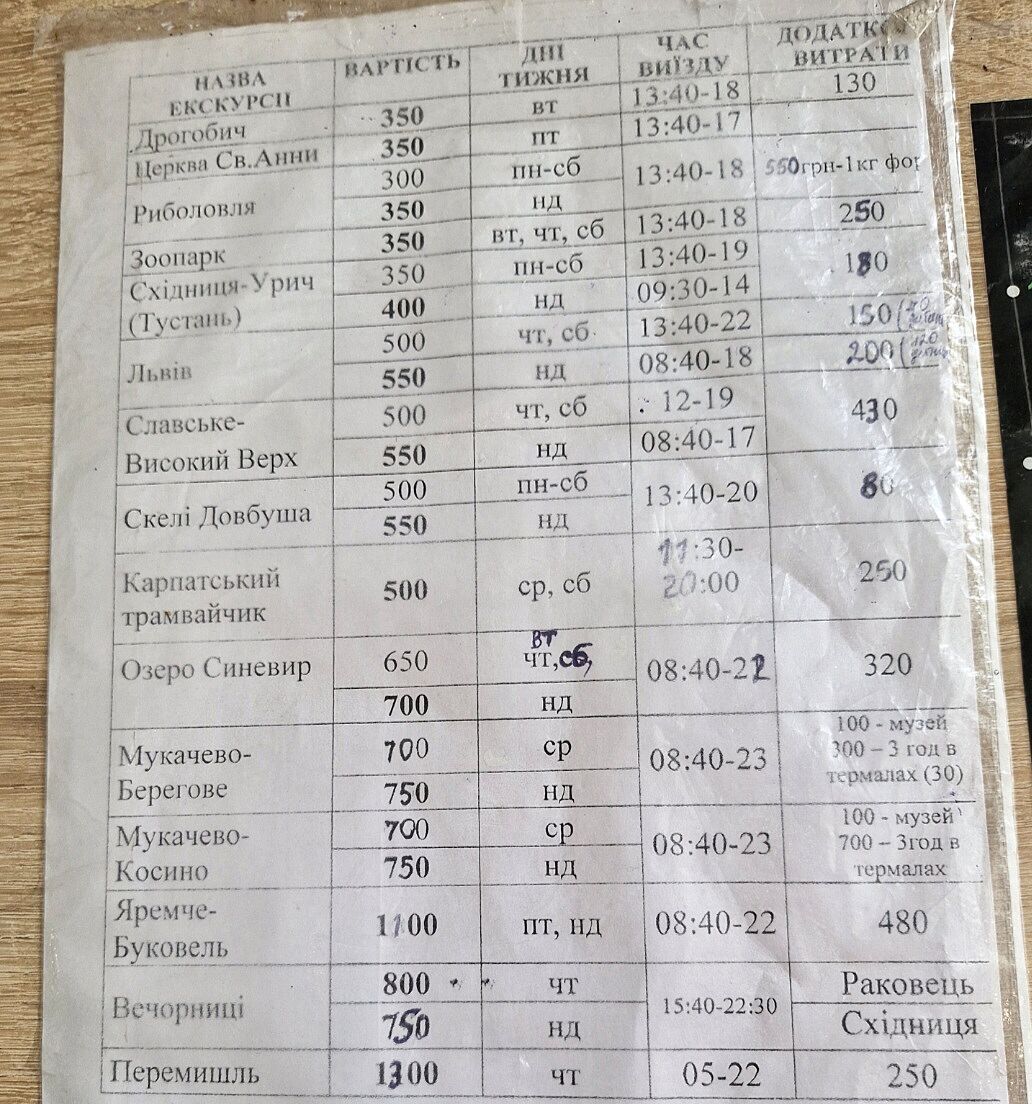 НАЗВА ЕКСКУРСІЇ ВАРТІСТЬ ДНІ ТИЖНЯ ЧАС ВИЇЗДУ ДОДАТКОВІ ВИТРАТИ
Дрогобич 350 вт 13:40-18 130
Церква Св.Анни 350 пт 13:40-17
Риболовля 300 пн-сб 13:40-18 550грн-1кг фор
350 нд
Зоопарк 350 вт, чт, сб 13:40-18 250
Східниця-Урич 350 пн-сб 13:40-19 180
(Тустань) 400 нд 09:30-14
Львів 500 чт, сб 13:40-22 150
550 нд 08:40-18 200
Славське- 500 чт, сб 12-19 430
Високий Верх 550 нд 08:40-17
Скелі Довбуша 500 пн-сб 13:40-20 80
550 нд
Карпатський трамвайчик 500 ср, сб 11:30-20:00 250
Озеро Синевир 650 вт чт,сб, 08:40-22 320
700 нд
Мукачево- 700 ср 08:40-23 100 - музей
Берегове 750 нд 300 – 3 год в термалах (30)
Мукачево- 700 ср 08:40-23 100 - музей
Косино 750 нд 700 – 3год в термалах
Яремче-Буковель 1100 пт, нд 08:40-22 480
Вечорниці 800 чт 15:40-22:30 Раковець
750 нд Східниця
Перемишль 1300 чт 05-22 250